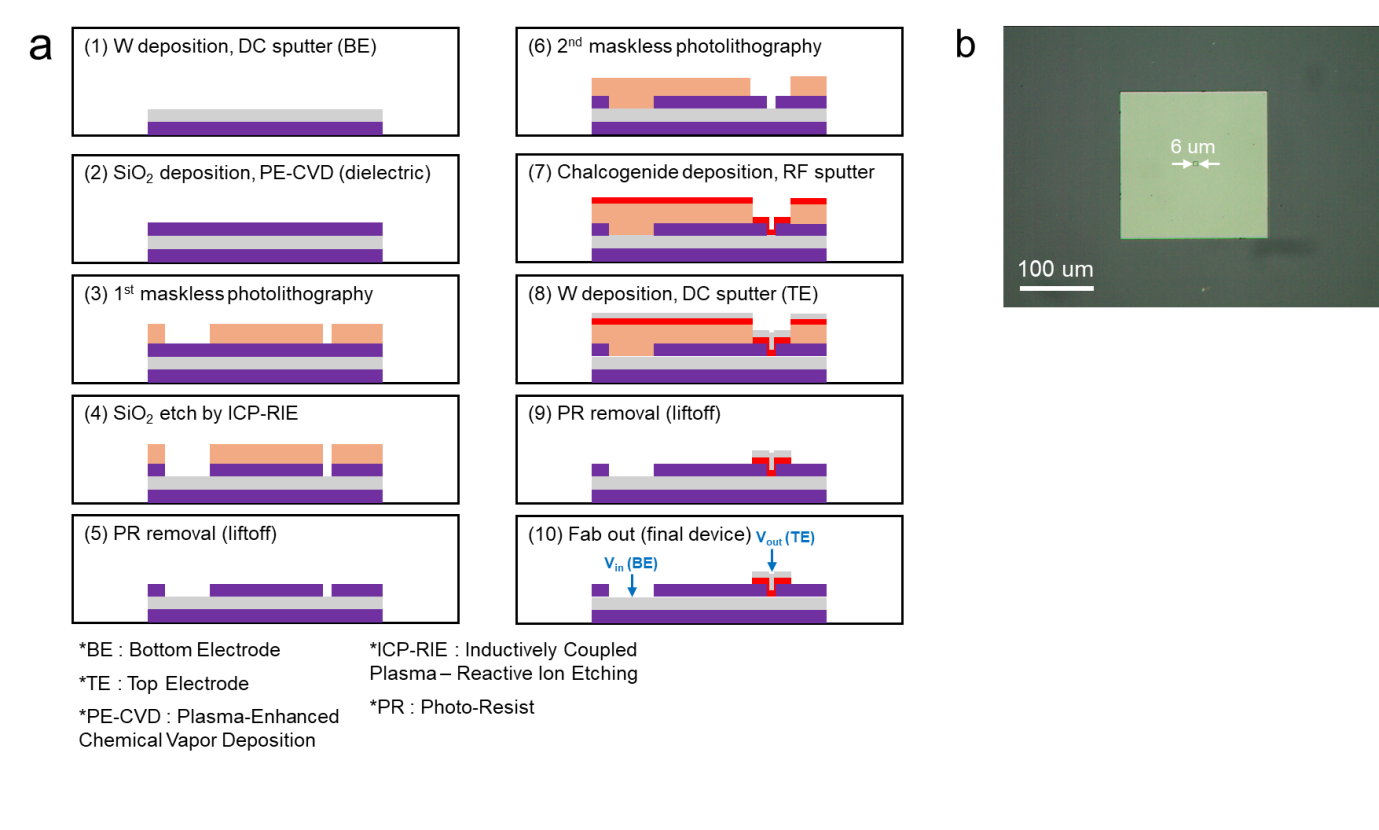 a
(1) W deposition, DC sputter (BE)
(2) SiO₂ deposition, PE-CVD (dielectric)
(3) 1ˢᵗ maskless photolithography
(4) SiO₂ etch by ICP-RIE
(5) PR removal (liftoff)
(6) 2ⁿᵈ maskless photolithography
(7) Chalcogenide deposition, RF sputter
(8) W deposition, DC sputter (TE)
(9) PR removal (liftoff)
(10) Fab out (final device)
Vout (TE)
Vin (BE)
*BE : Bottom Electrode
*TE : Top Electrode
*PE-CVD : Plasma-Enhanced
Chemical Vapor Deposition
*ICP-RIE : Inductively Coupled
Plasma – Reactive Ion Etching
*PR : Photo-Resist
b
6 um
100 um